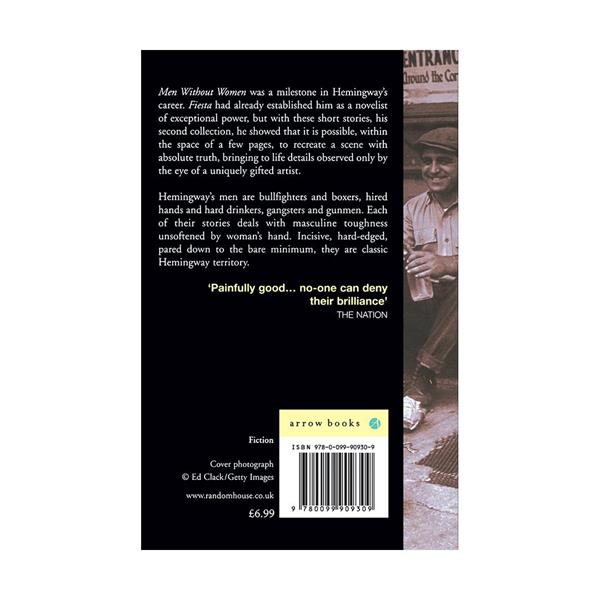 ENTRANC
Around the Cor
Men Without Women was a milestone in Hemingway's
career. Fiesta had already established him as a novelist
of exceptional power, but with these short stories, his
second collection, he showed that it is possible, within
the space of a few pages, to recreate a scene with
absolute truth, bringing to life details observed only by
the eye of a uniquely gifted artist.
Hemingway's men are bullfighters and boxers, hired
hands and hard drinkers, gangsters and gunmen. Each
of their stories deals with masculine toughness
unsoftened by woman's hand. Incisive, hard-edged,
pared down to the bare minimum, they are classic
Hemingway territory.
'Painfully good... no-one can deny
their brilliance'
THE NATION
arrow books
ISBN 978-0-099-90930-9
9 780099 909309
Fiction
Cover photograph
© Ed Clack/Getty Images
www.randomhouse.co.uk
£6.99